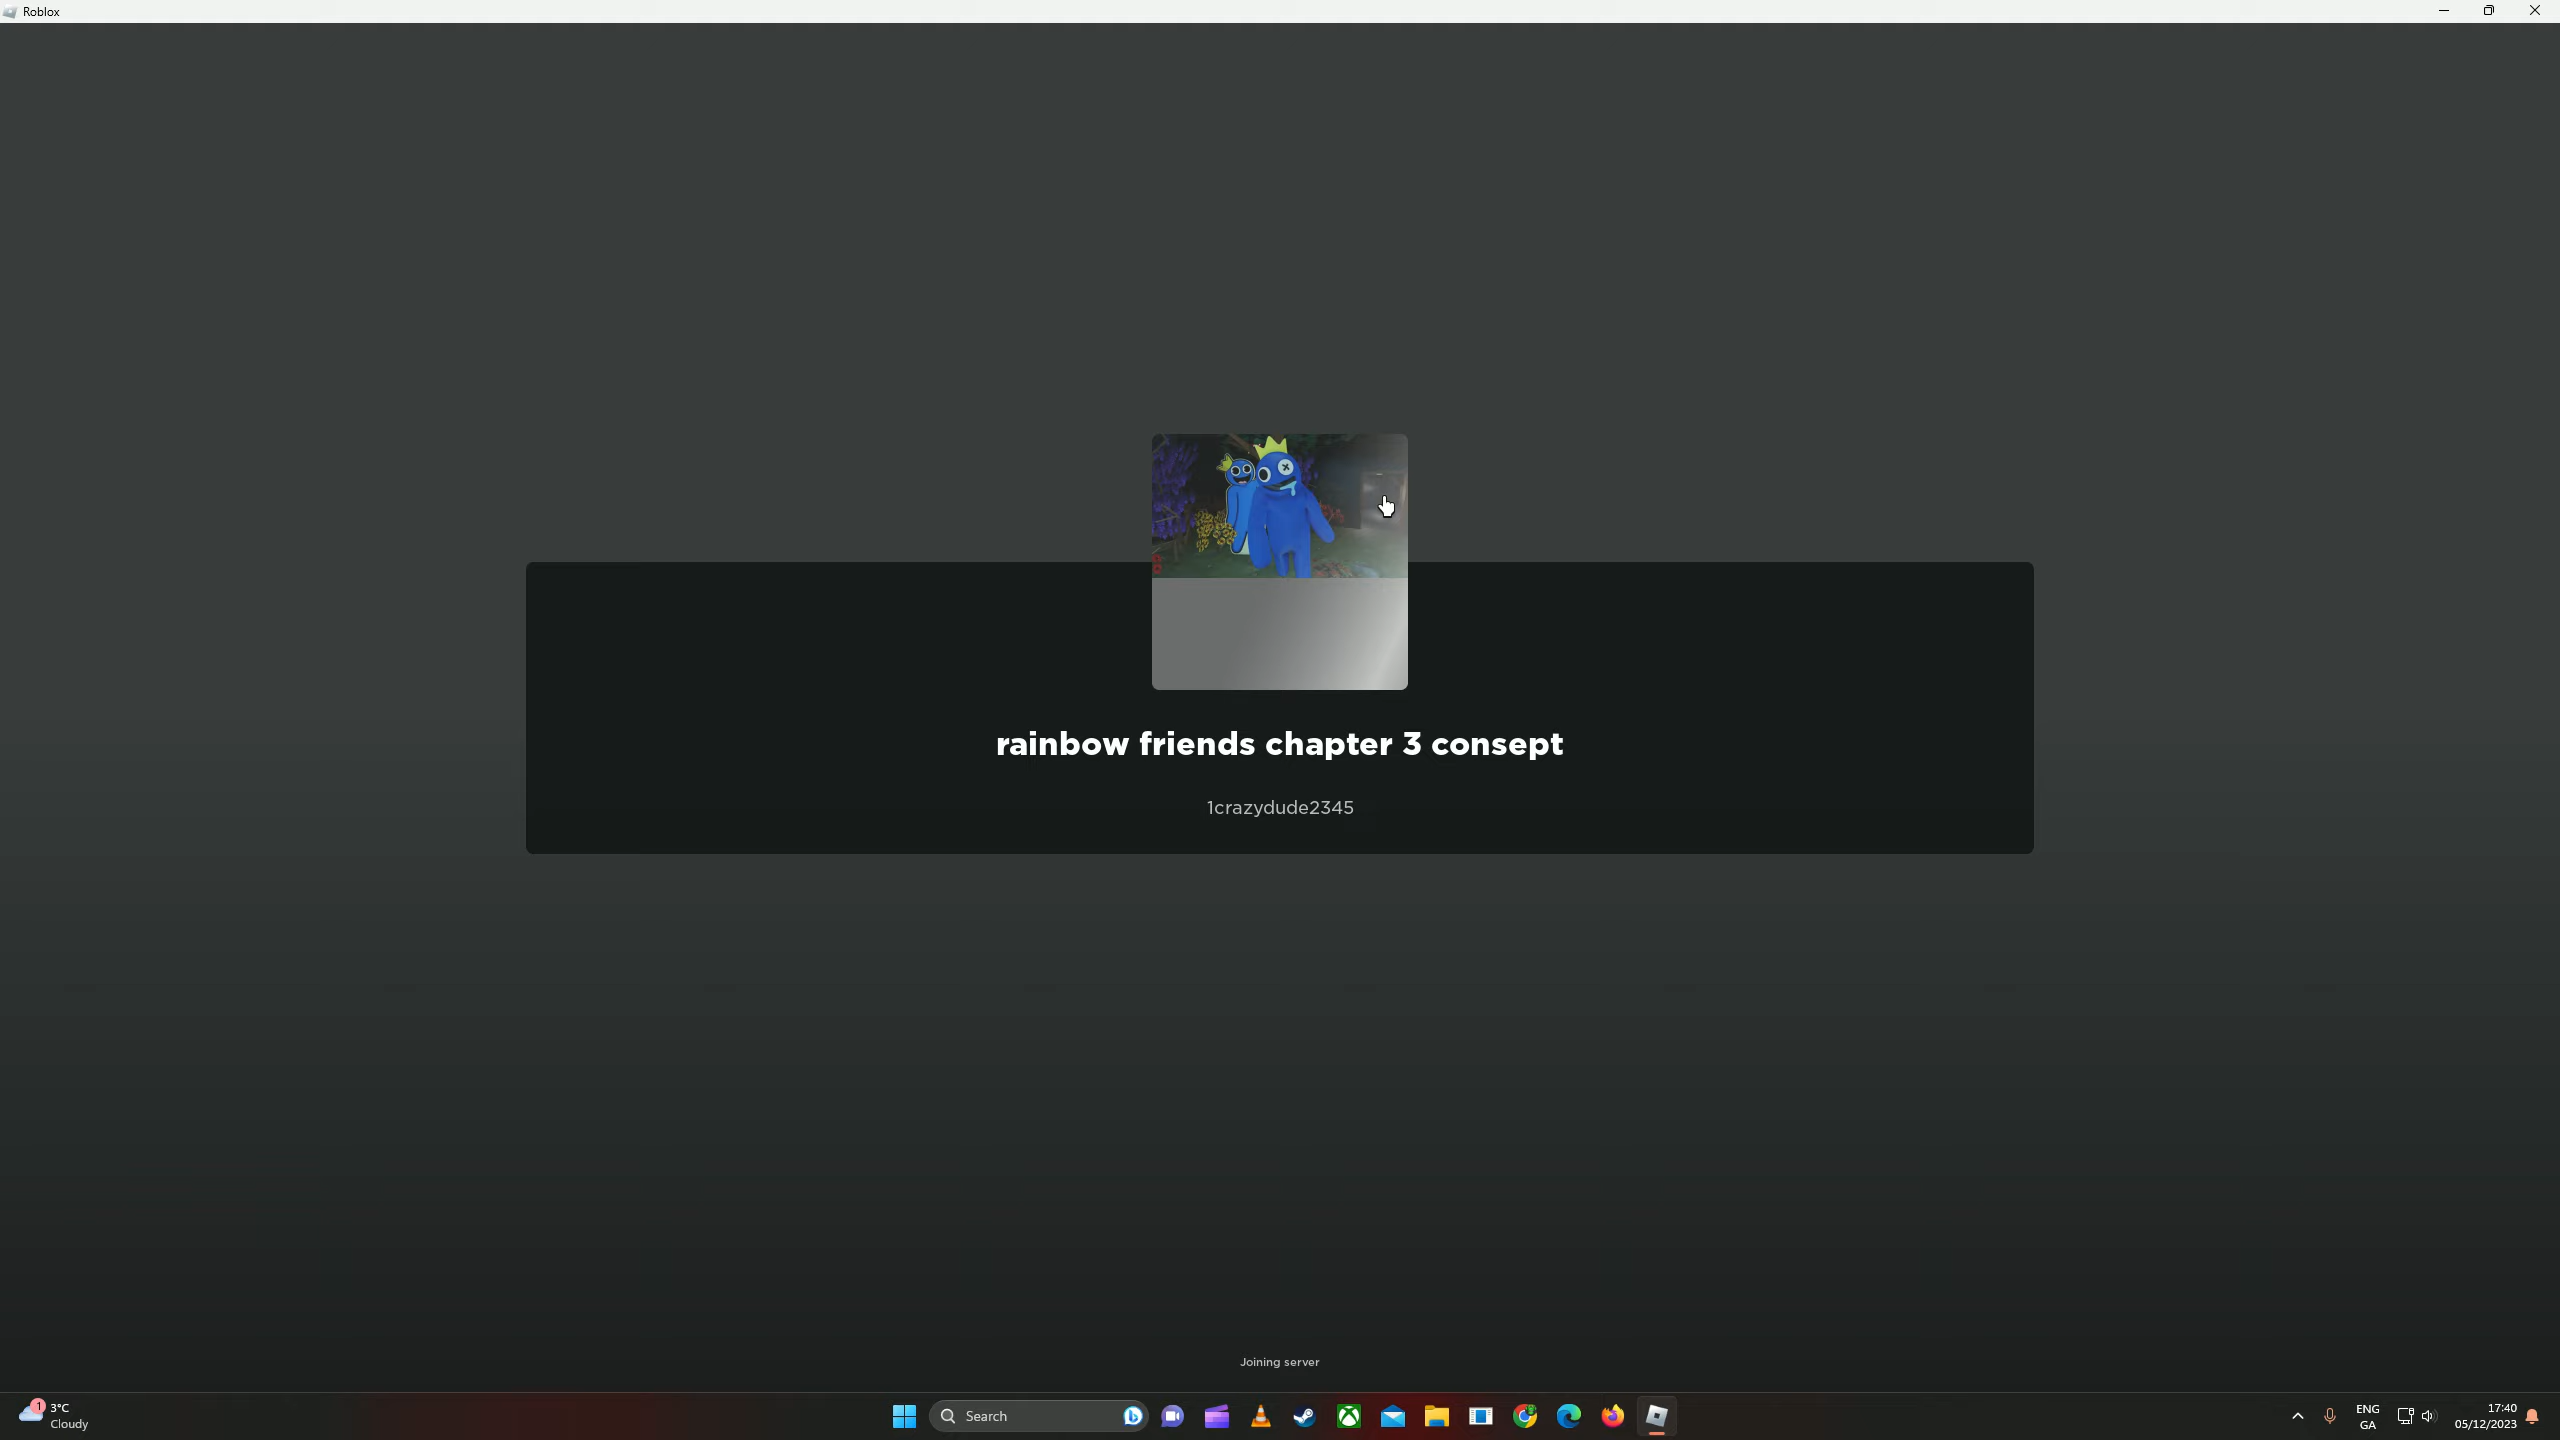 Roblox
rainbow friends chapter 3 consept
1crazydude2345
Joining server
1
3°C
Cloudy
Search
ENG
GA
17:40
05/12/2023